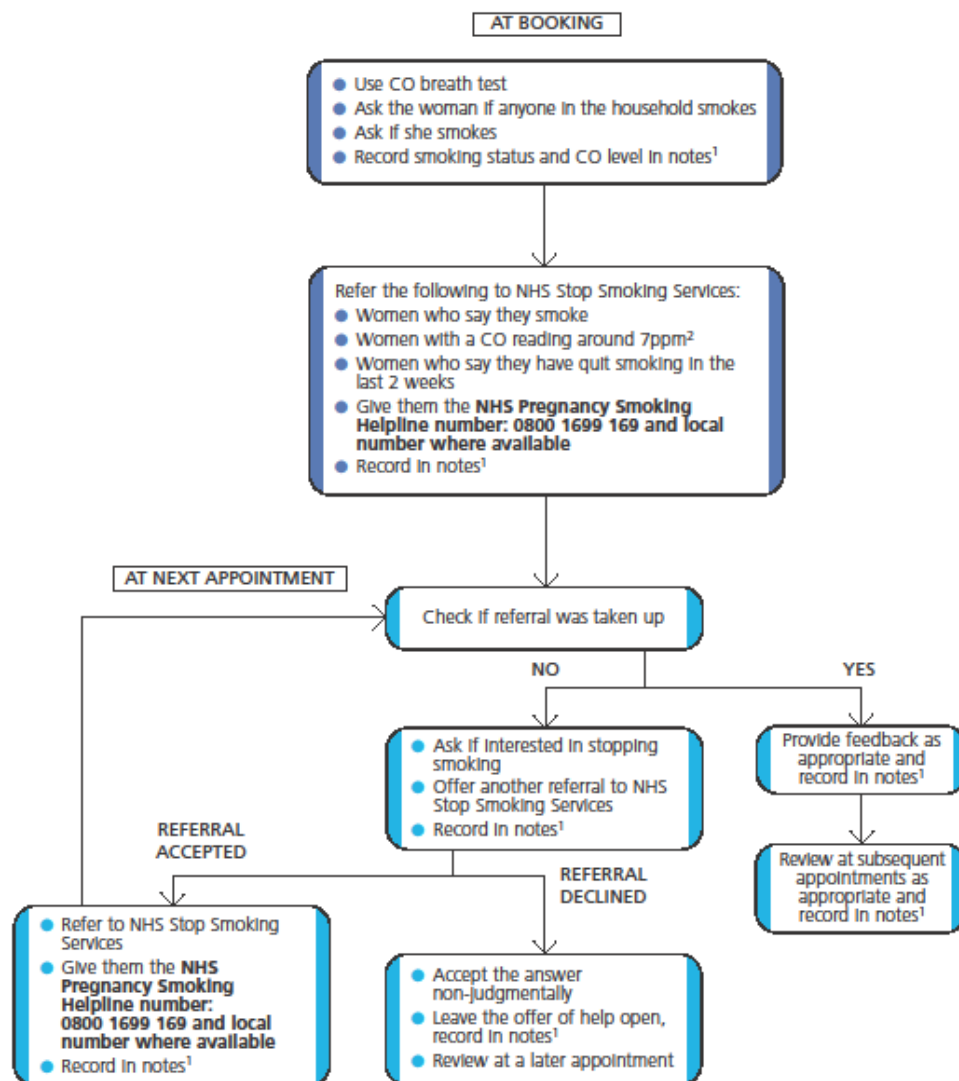 AT BOOKING
● Use CO breath test
● Ask the woman if anyone in the household smokes
● Ask if she smokes
● Record smoking status and CO level in notes¹
Refer the following to NHS Stop Smoking Services:
● Women who say they smoke
● Women with a CO reading around 7ppm²
● Women who say they have quit smoking in the
last 2 weeks
● Give them the NHS Pregnancy Smoking
Helpline number: 0800 1699 169 and local
number where available
● Record in notes¹
AT NEXT APPOINTMENT
Check if referral was taken up
NO
YES
● Ask if interested in stopping
smoking
● Offer another referral to NHS
Stop Smoking Services
● Record in notes¹
Provide feedback as
appropriate and
record in notes¹
Review at subsequent
appointments as
appropriate and
record in notes¹
REFERRAL
ACCEPTED
REFERRAL
DECLINED
● Refer to NHS Stop Smoking
Services
● Give them the NHS
Pregnancy Smoking
Helpline number:
0800 1699 169 and local
number where available
● Record in notes¹
● Accept the answer
non-judgmentally
● Leave the offer of help open,
record in notes¹
● Review at a later appointment